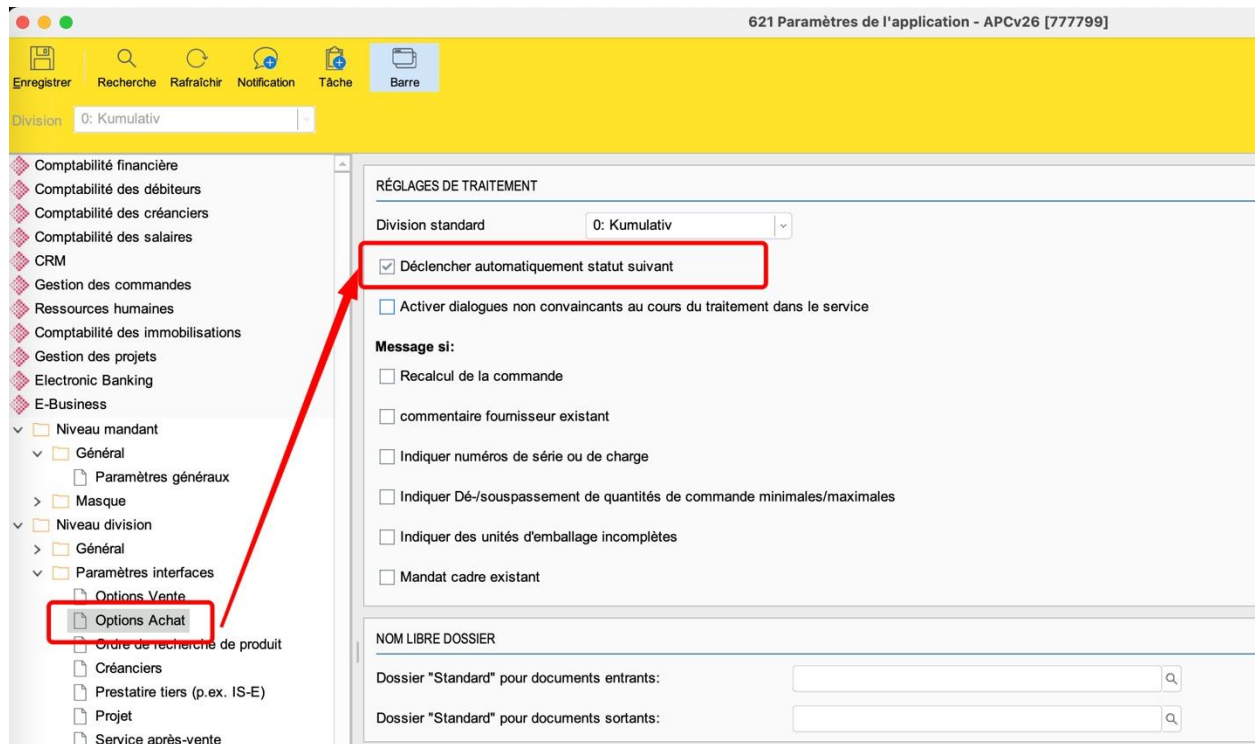 621 Paramètres de l'application - APCv26 [777799]
Enregistrer
Recherche
Rafraîchir
Notification
Tâche
Barre
Division
0: Kumulativ
Comptabilité financière
Comptabilité des débiteurs
Comptabilité des créanciers
Comptabilité des salaires
CRM
Gestion des commandes
Ressources humaines
Comptabilité des immobilisations
Gestion des projets
Electronic Banking
E-Business
Niveau mandant
Général
Paramètres généraux
Masque
Niveau division
Général
Paramètres interfaces
Options Vente
Options Achat
Ordre de recherche de produit
Créanciers
Prestatire tiers (p.ex. IS-E)
Projet
Service après-vente
RÉGLAGES DE TRAITEMENT
Division standard 0: Kumulativ
Déclencher automatiquement statut suivant
Activer dialogues non convaincants au cours du traitement dans le service
Message si:
Recalcul de la commande
commentaire fournisseur existant
Indiquer numéros de série ou de charge
Indiquer Dé-/souspassement de quantités de commande minimales/maximales
Indiquer des unités d'emballage incomplètes
Mandat cadre existant
NOM LIBRE DOSSIER
Dossier "Standard" pour documents entrants:
Dossier "Standard" pour documents sortants: